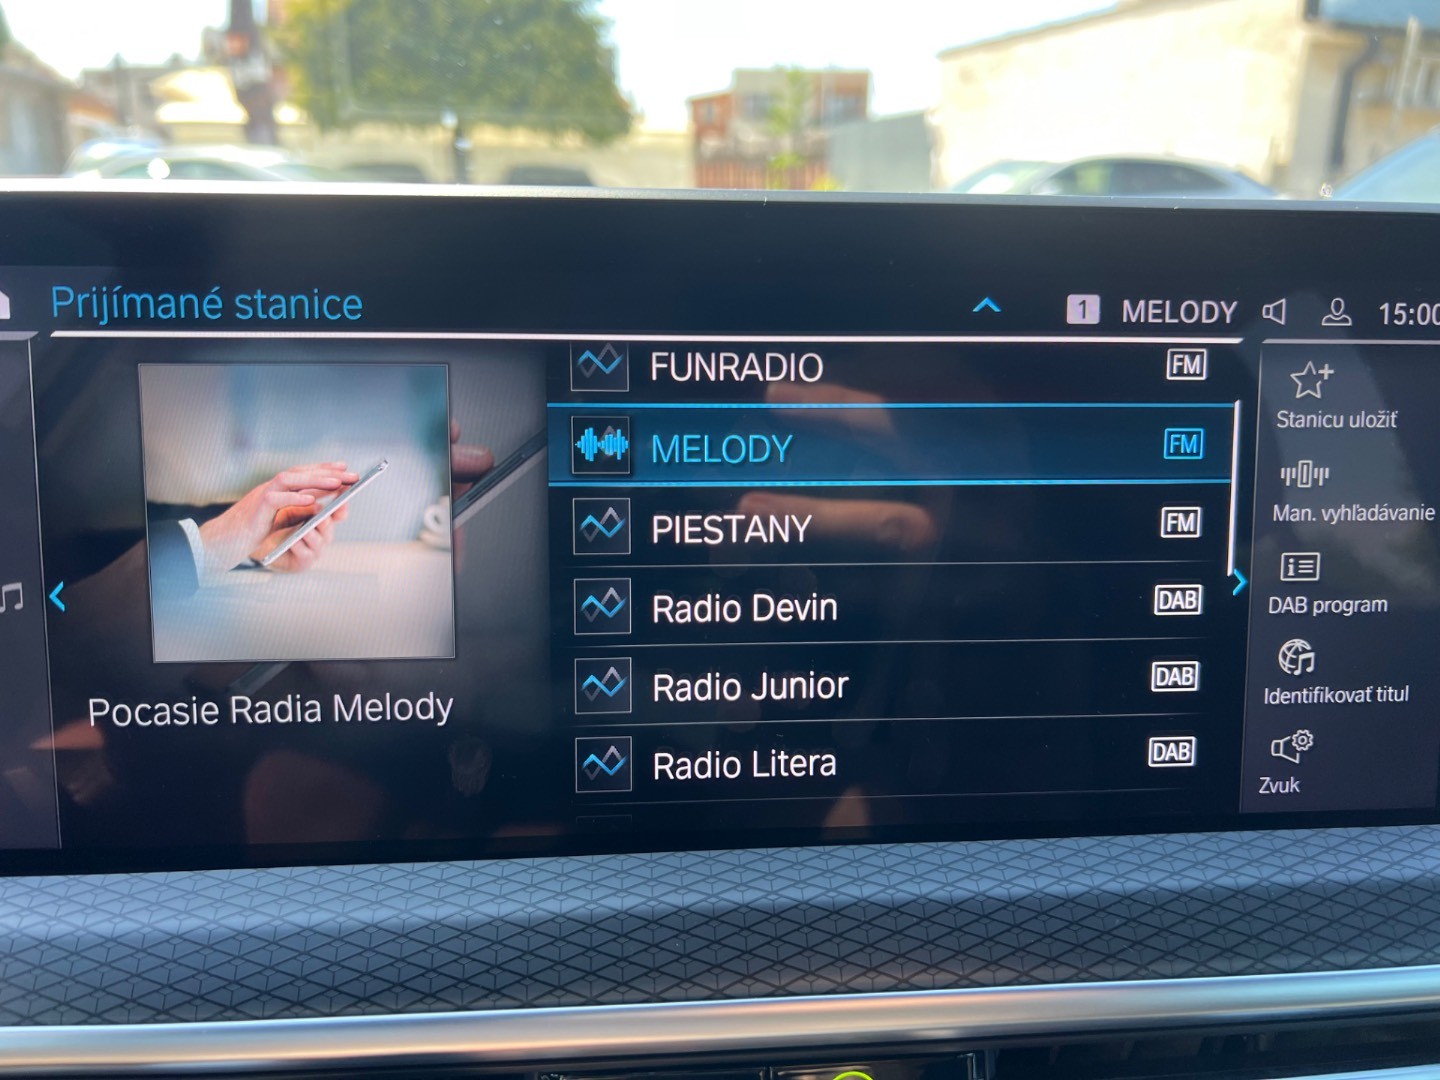 Prijímané stanice
1 MELODY 15:00
FUNRADIO FM
MELODY FM
PIESTANY FM
Radio Devin DAB
Radio Junior DAB
Radio Litera DAB
Pocasie Radia Melody
Stanicu uložiť
Man. vyhľadávanie
DAB program
Identifikovať titul
Zvuk